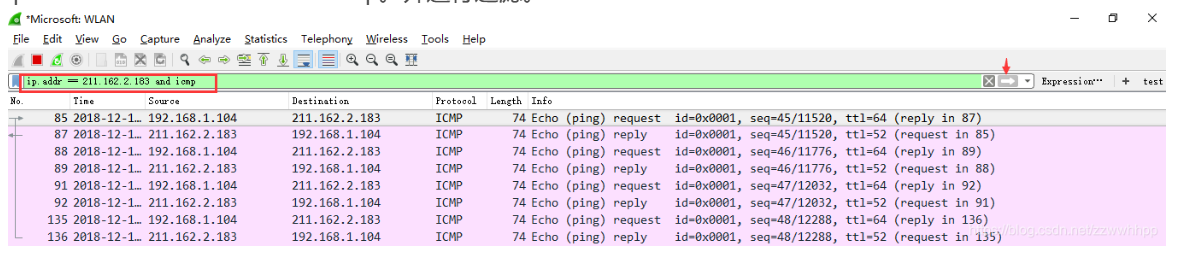 *Microsoft: WLAN
File Edit View Go Capture Analyze Statistics Telephony Wireless Tools Help
ip.addr == 211.162.2.183 and icmp Expression… + test
No. Time Source Destination Protocol Length Info
85 2018-12-1… 192.168.1.104 211.162.2.183 ICMP 74 Echo (ping) request id=0x0001, seq=45/11520, ttl=64 (reply in 87)
87 2018-12-1… 211.162.2.183 192.168.1.104 ICMP 74 Echo (ping) reply id=0x0001, seq=45/11520, ttl=52 (request in 85)
88 2018-12-1… 192.168.1.104 211.162.2.183 ICMP 74 Echo (ping) request id=0x0001, seq=46/11776, ttl=64 (reply in 89)
89 2018-12-1… 211.162.2.183 192.168.1.104 ICMP 74 Echo (ping) reply id=0x0001, seq=46/11776, ttl=52 (request in 88)
91 2018-12-1… 192.168.1.104 211.162.2.183 ICMP 74 Echo (ping) request id=0x0001, seq=47/12032, ttl=64 (reply in 92)
92 2018-12-1… 211.162.2.183 192.168.1.104 ICMP 74 Echo (ping) reply id=0x0001, seq=47/12032, ttl=52 (request in 91)
135 2018-12-1… 192.168.1.104 211.162.2.183 ICMP 74 Echo (ping) request id=0x0001, seq=48/12288, ttl=64 (reply in 136)
136 2018-12-1… 211.162.2.183 192.168.1.104 ICMP 74 Echo (ping) reply id=0x0001, seq=48/12288, ttl=52 (request in 135)